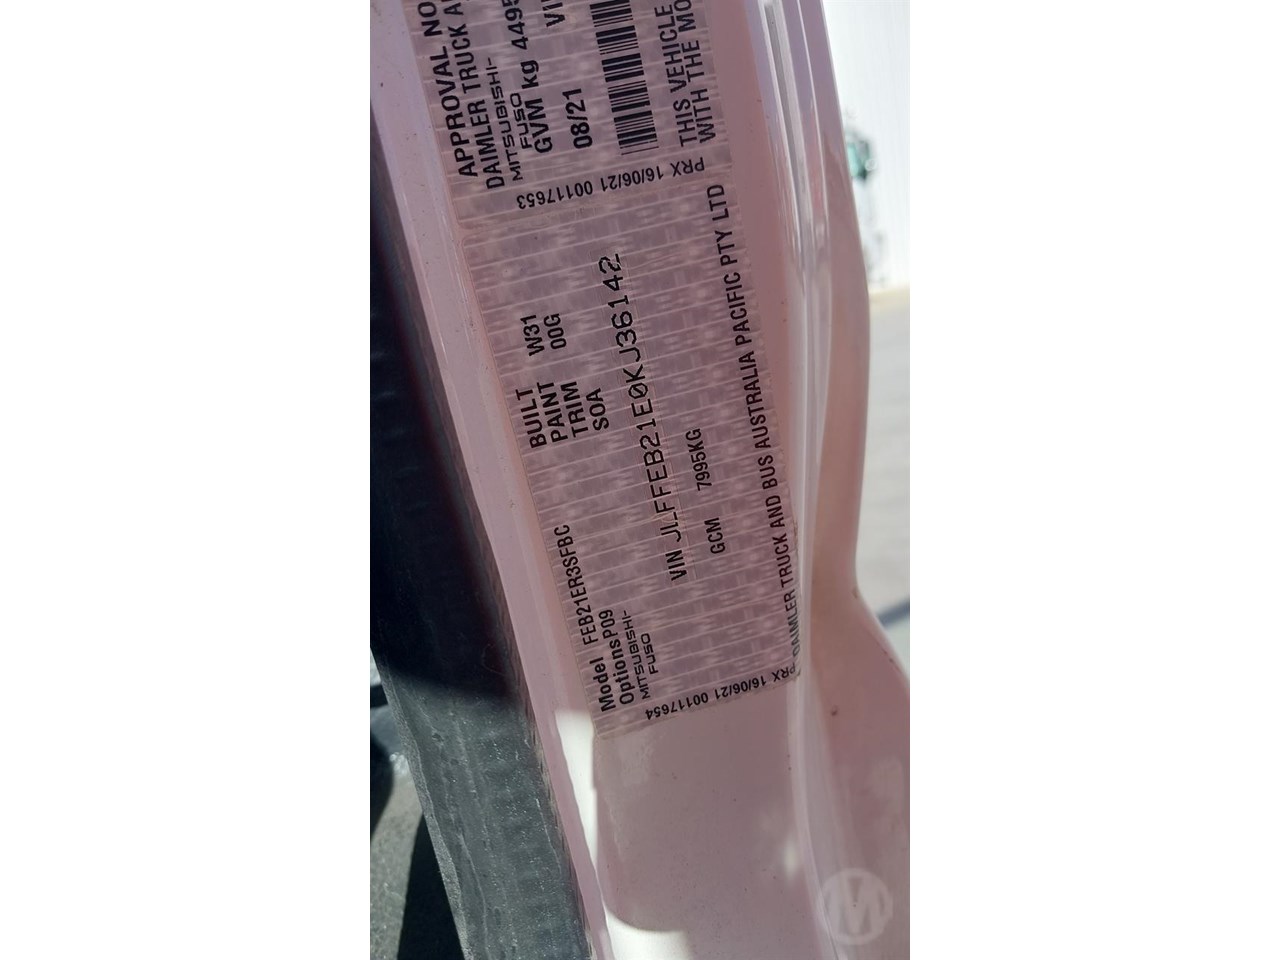 APPROVAL NO
DAIMLER TRUCK
MITSUBISHI-
FUSO
GVM kg 4495
08/21
THIS VEHICLE
WITH THE
PRX 16/06/21 00117653
Model FEB21ER3SFBC
Options P09
MITSUBISHI-
FUSO
BUILT
PAINT W31
TRIM 00G
SOA
VIN JLFFEB21E0KJ36142
GCM 7995KG
DAIMLER TRUCK AND BUS AUSTRALIA PACIFIC PTY LTD
PRX 16/06/21 00117654
M